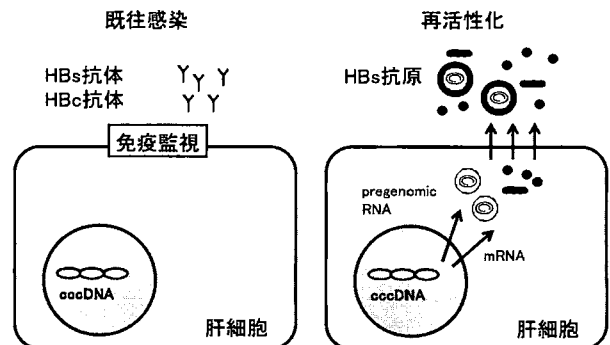 既往感染
HBs抗体
HBc抗体
免疫監視
cccDNA
肝細胞
再活性化
HBs抗原
pregenomic
RNA
mRNA
cccDNA
肝細胞